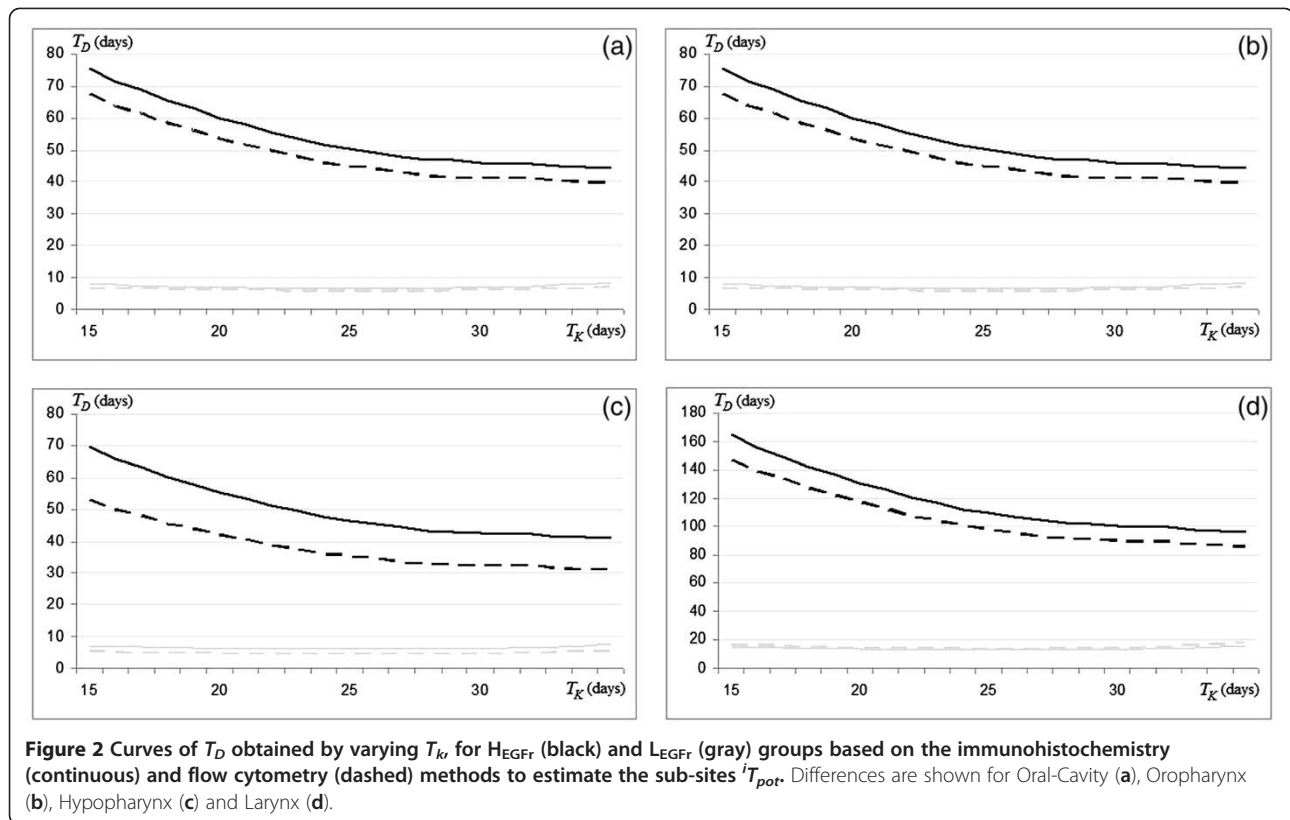 T_D (days)
(a)
80
70
60
50
40
30
20
10
0
15 20 25 30 T_K (days)
T_D (days)
(b)
80
70
60
50
40
30
20
10
0
15 20 25 30 T_K (days)
T_D (days)
(c)
80
70
60
50
40
30
20
10
0
15 20 25 30 T_K (days)
T_D (days)
(d)
180
160
140
120
100
80
60
40
20
0
15 20 25 30 T_K (days)
Figure 2 Curves of T_D obtained by varying T_k, for H_EGFr (black) and L_EGFr (gray) groups based on the immunohistochemistry
(continuous) and flow cytometry (dashed) methods to estimate the sub-sites ^iT_pot. Differences are shown for Oral-Cavity (a), Oropharynx
(b), Hypopharynx (c) and Larynx (d).